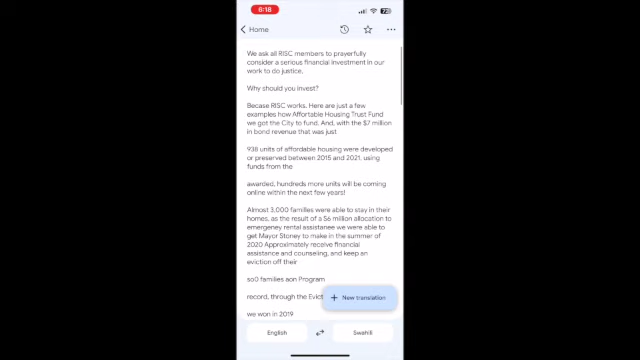 6:18
73
Home
We ask all RISC members to prayerfully
consider a serious financial investment in our
work to do justice.
Why should you invest?
Becase RISC works. Here are just a few
examples how Affortable Housing Trust Fund
we got the City to fund. And, with the $7 million
in bond revenue that was just
938 units of affordable housing were developed
or preserved between 2015 and 2021, using
funds from the
awarded, hundreds more units will be coming
online within the next few years!
Almost 3,000 families were able to stay in their
homes, as the result of a $6 million allocation to
emergency rental assistanee we were able to
get Mayor Stoney to make in the summer of
2020 Approximately receive financial
assistance and counseling, and keep an
eviction off their
so0 families aon Program
record, through the Evict
we won in 2019
+ New translation
English
Swahili